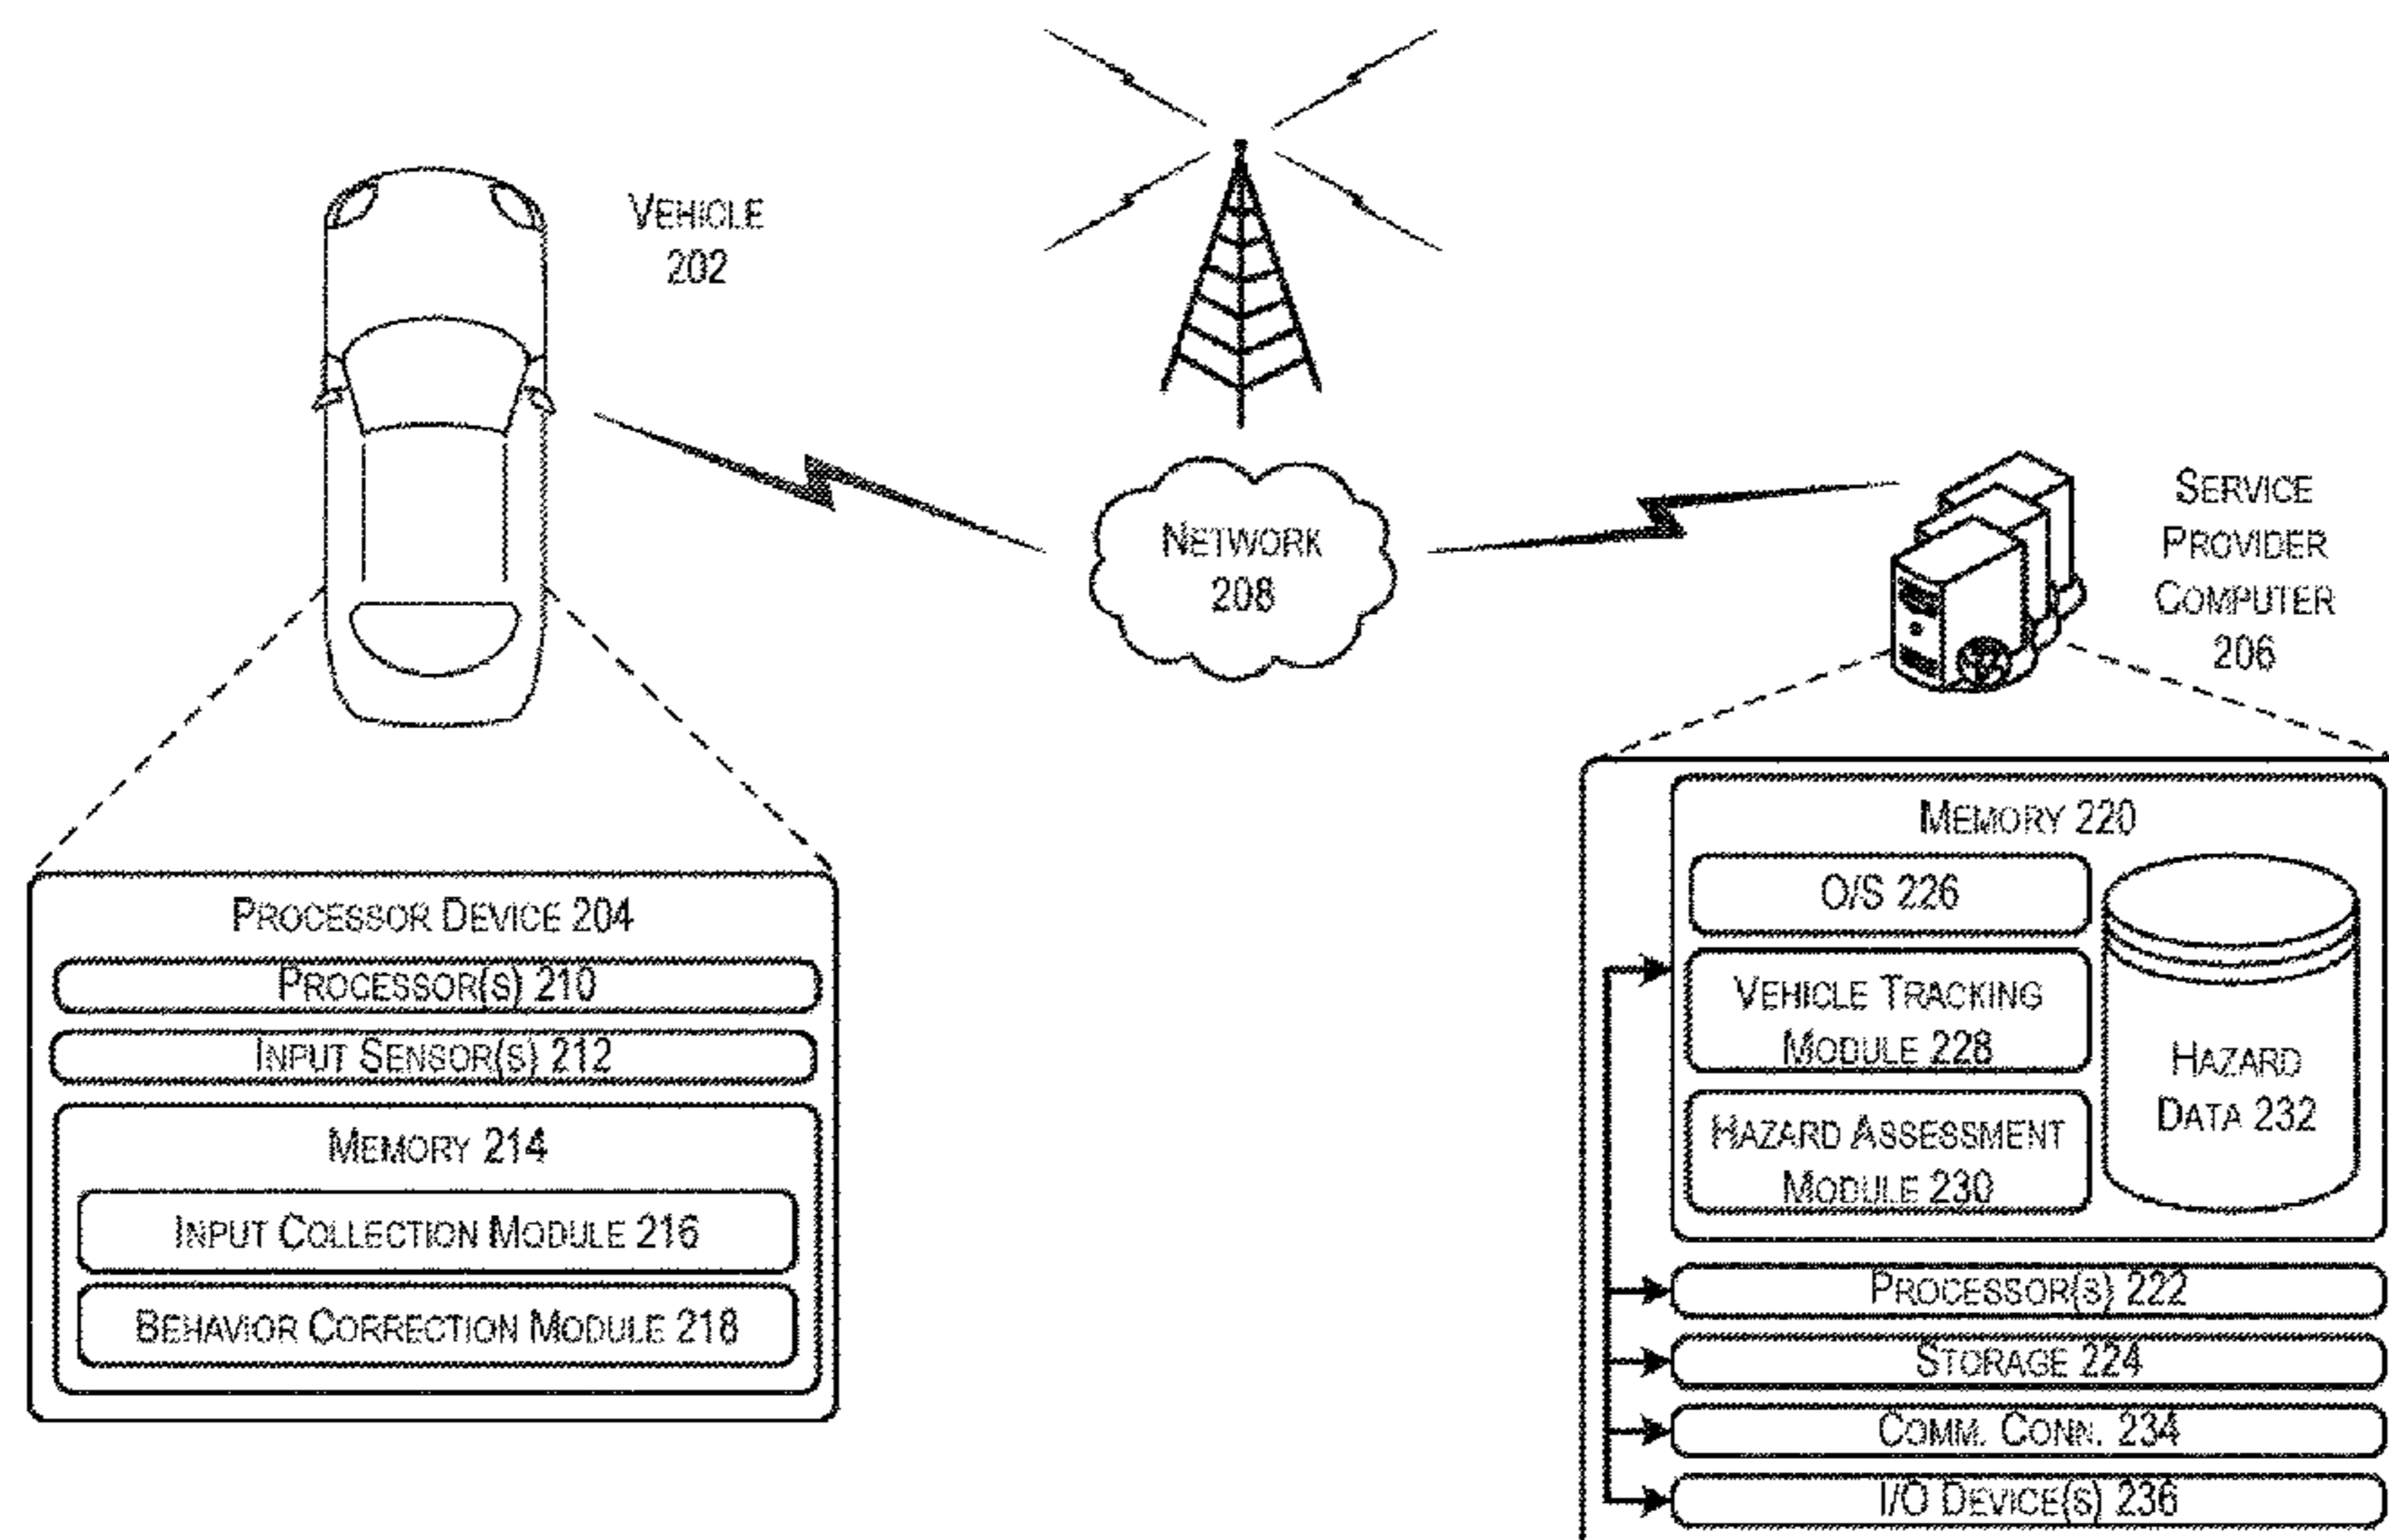 VEHICLE
202
NETWORK
208
SERVICE
PROVIDER
COMPUTER
206
PROCESSOR DEVICE 204
PROCESSOR(S) 210
INPUT SENSOR(S) 212
MEMORY 214
INPUT COLLECTION MODULE 216
BEHAVIOR CORRECTION MODULE 218
MEMORY 220
O/S 226
VEHICLE TRACKING
MODULE 228
HAZARD ASSESSMENT
MODULE 230
HAZARD
DATA 232
PROCESSOR(S) 222
STORAGE 224
COMM. CONN. 234
I/O DEVICE(S) 236